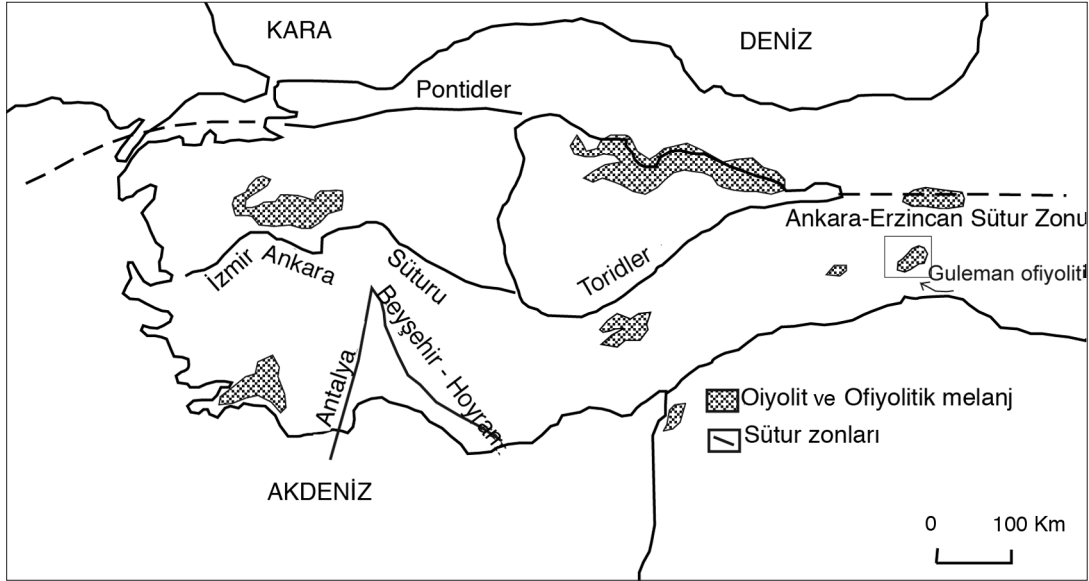 KARA
DENİZ
Pontidler
Ankara-Erzincan Sütur Zonu
İzmir Ankara Süturu
Toridler
Guleman ofiyoliti
Beyşehir - Hoyran
Antalya
Oiyolit ve Ofiyolitik melanj
Sütur zonları
AKDENİZ
0 100 Km